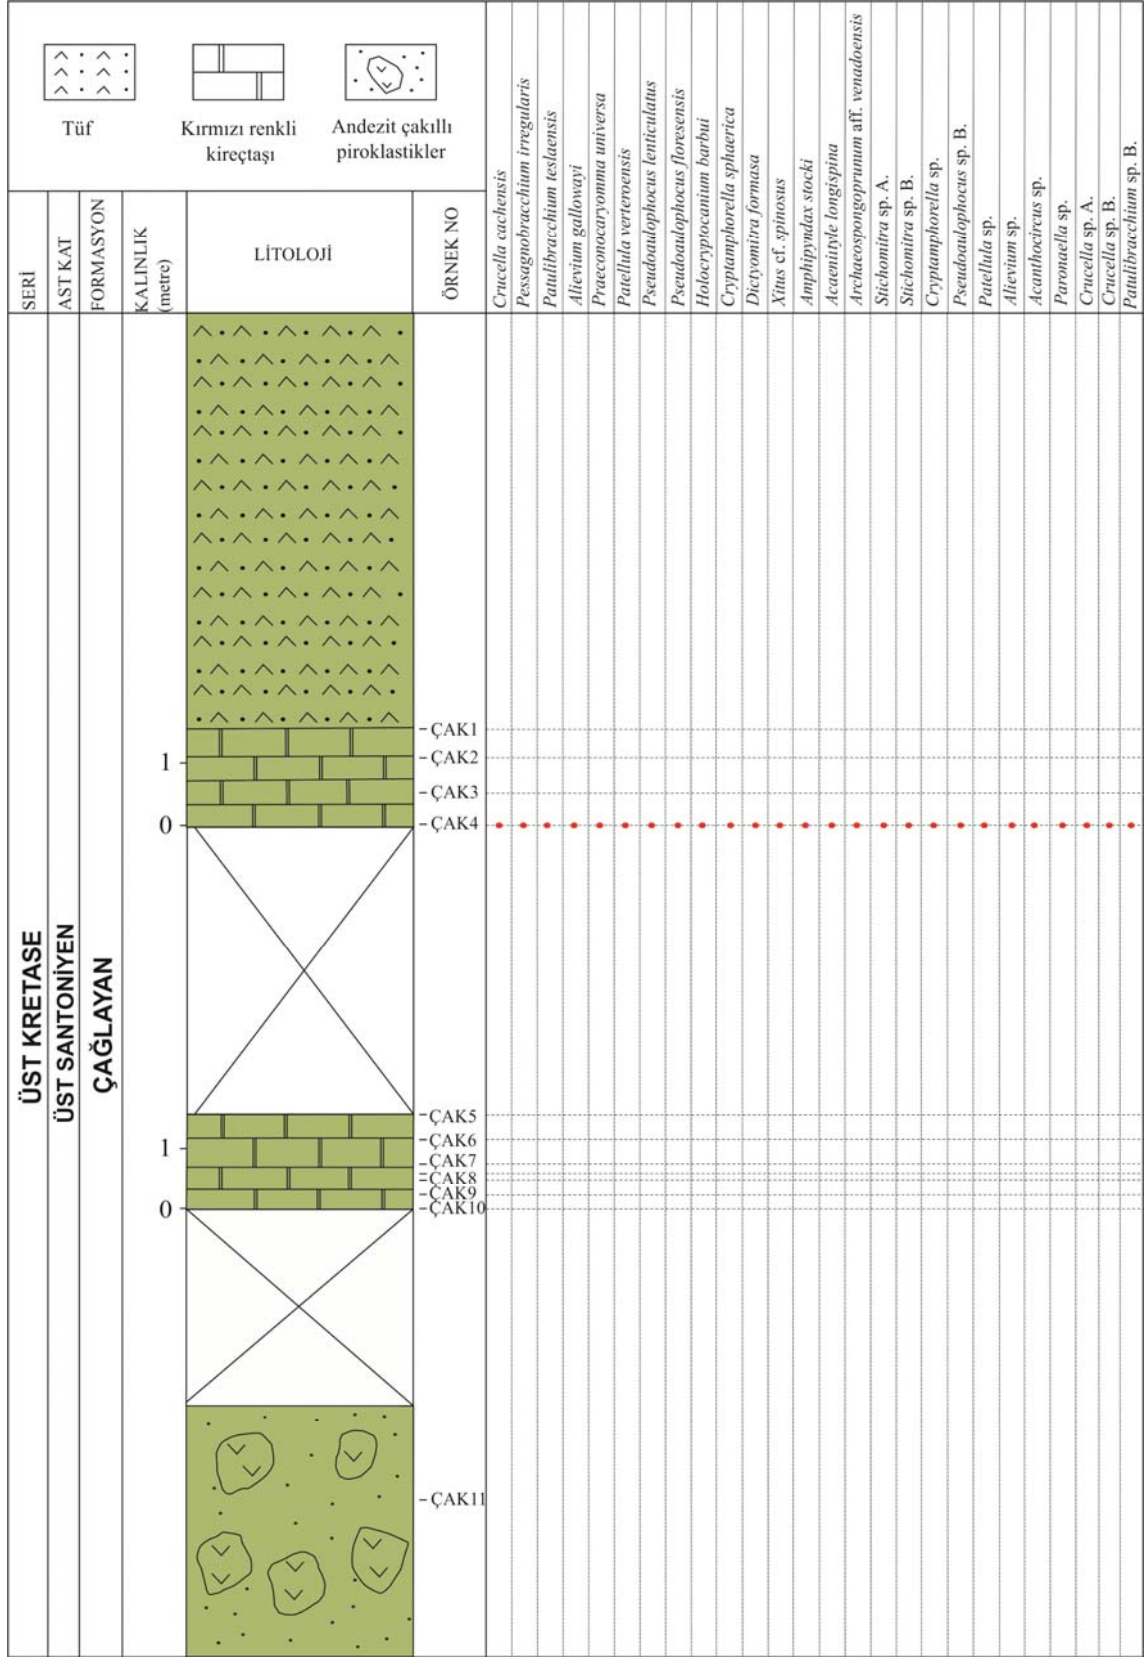 Tüf
Kırmızı renkli
kireçtaşı
Andezit çakıllı
piroklastikler
SERİ
AST KAT
FORMASYON
KALINLIK
(metre)
LİTOLOJİ
ÖRNEK NO
Crucella cachensis
Pessagnobracchium irregularis
Patulibracchium teslaensis
Alievium gallowayi
Praeconocaryomma universa
Patellula verteroensis
Pseudoaulophocus lenticulatus
Pseudoaulophocus floresensis
Holocryptocanium barbui
Cryptamphorella sphaerica
Dictyomitra formasa
Xitus cf. spinosus
Amphipyndax stocki
Acaenityle longispina
Archaeospongoprunum aff. venadoensis
Stichomitra sp. A.
Stichomitra sp. B.
Cryptamphorella sp.
Pseudoaulophocus sp. B.
Patellula sp.
Alievium sp.
Acanthocircus sp.
Paronaella sp.
Crucella sp. A.
Crucella sp. B.
Patulibracchium sp. B.
ÜST KRETASE
ÜST SANTONİYEN
ÇAĞLAYAN
ÇAK1
1
ÇAK2
ÇAK3
0
ÇAK4
ÇAK5
ÇAK6
1
ÇAK7
ÇAK8
ÇAK9
0
ÇAK10
ÇAK11